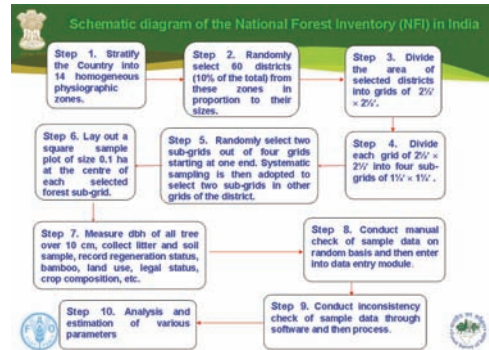 Schematic diagram of the National Forest Inventory (NFI) in India
Step 1. Stratify
the Country into
14 homogeneous
physiographic
zones.
Step 2. Randomly
select 60 districts
(10% of the total) from
these zones in
proportion to their
sizes.
Step 3. Divide
the area of
selected districts
into grids of 2½'
× 2½'.
Step 6. Lay out a
square sample
plot of size 0.1 ha
at the centre of
each selected
forest sub-grid.
Step 5. Randomly select two
sub-grids out of four grids
starting at one end. Systematic
sampling is then adopted to
select two sub-grids in other
grids of the district.
Step 4. Divide
each grid of 2½' ×
2½' into four sub-
grids of 1¼' × 1¼'.
Step 7. Measure dbh of all tree
over 10 cm, collect litter and soil
sample, record regeneration status,
bamboo, land use, legal status,
crop composition, etc.
Step 8. Conduct manual
check of sample data on
random basis and then enter
into data entry module.
Step 9. Conduct inconsistency
check of sample data through
software and then process.
Step 10. Analysis and
estimation of various
parameters